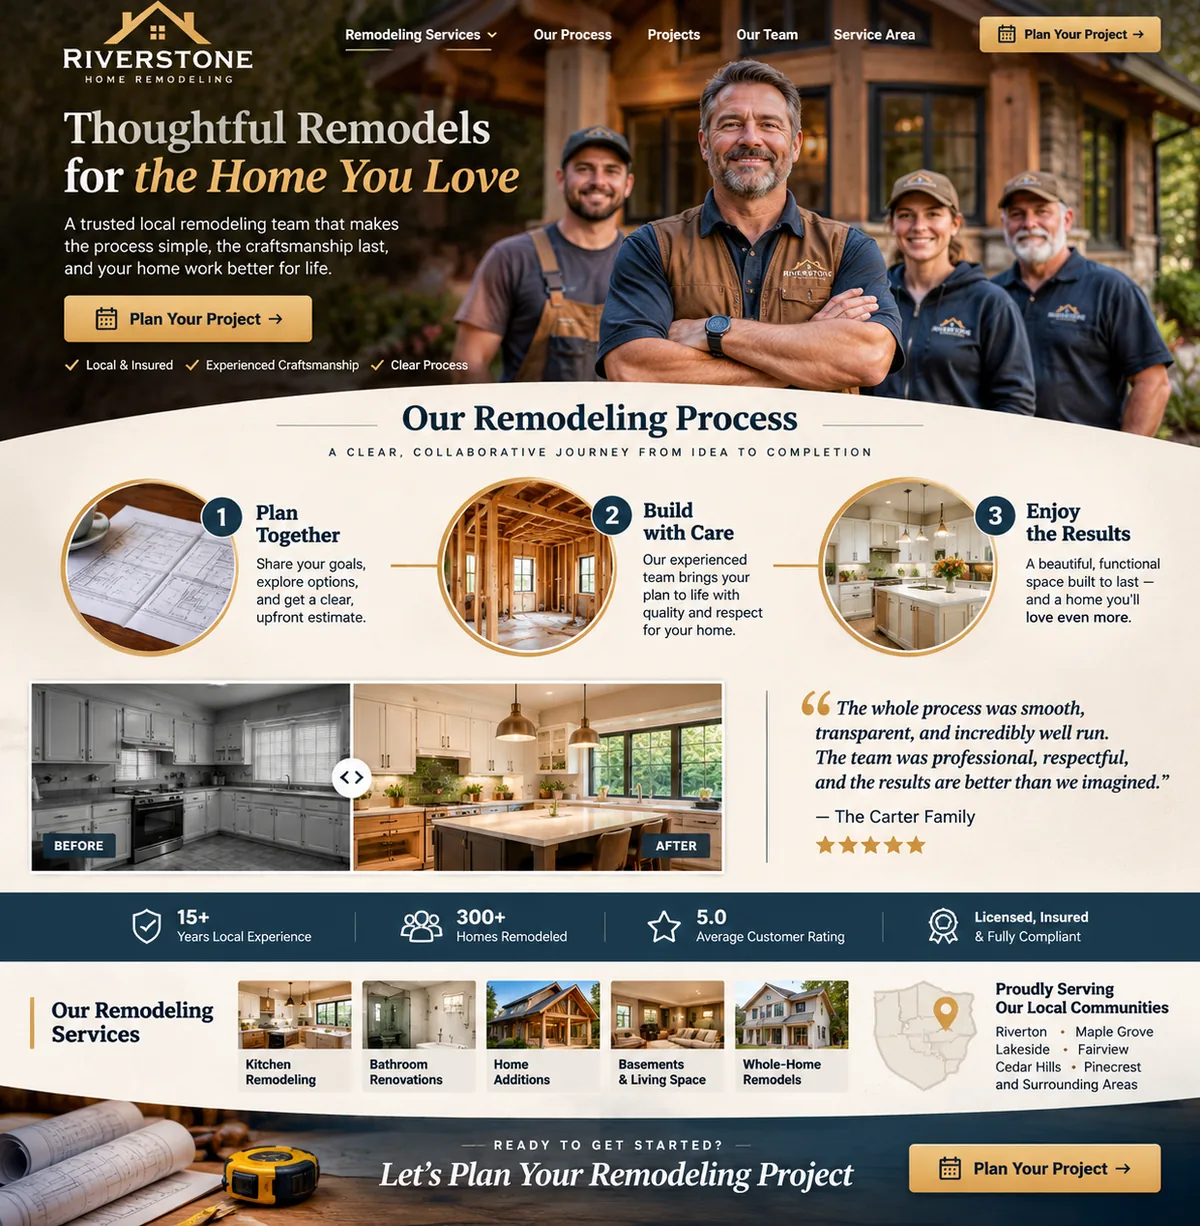 RIVERSTONE
HOME REMODELING
Remodeling Services
Our Process
Projects
Our Team
Service Area
Plan Your Project →
Thoughtful Remodels
for the Home You Love
A trusted local remodeling team that makes
the process simple, the craftsmanship last,
and your home work better for life.
Plan Your Project →
Local & Insured
Experienced Craftsmanship
Clear Process
RIVERSTONE
RIVERSTONE
Our Remodeling Process
A CLEAR, COLLABORATIVE JOURNEY FROM IDEA TO COMPLETION
1
Plan
Together
Share your goals,
explore options,
and get a clear,
upfront estimate.
2
Build
with Care
Our experienced
team brings your
plan to life with
quality and respect
for your home.
3
Enjoy
the Results
A beautiful, functional
space built to last —
and a home you'll
love even more.
BEFORE
AFTER
“The whole process was smooth,
transparent, and incredibly well run.
The team was professional, respectful,
and the results are better than we imagined.”
— The Carter Family
15+
Years Local Experience
300+
Homes Remodeled
5.0
Average Customer Rating
Licensed, Insured
& Fully Compliant
Our Remodeling
Services
Kitchen
Remodeling
Bathroom
Renovations
Home
Additions
Basements
& Living Space
Whole-Home
Remodels
Proudly Serving
Our Local Communities
Riverton • Maple Grove
Lakeside • Fairview
Cedar Hills • Pinecrest
and Surrounding Areas
READY TO GET STARTED?
Let's Plan Your Remodeling Project
Plan Your Project →